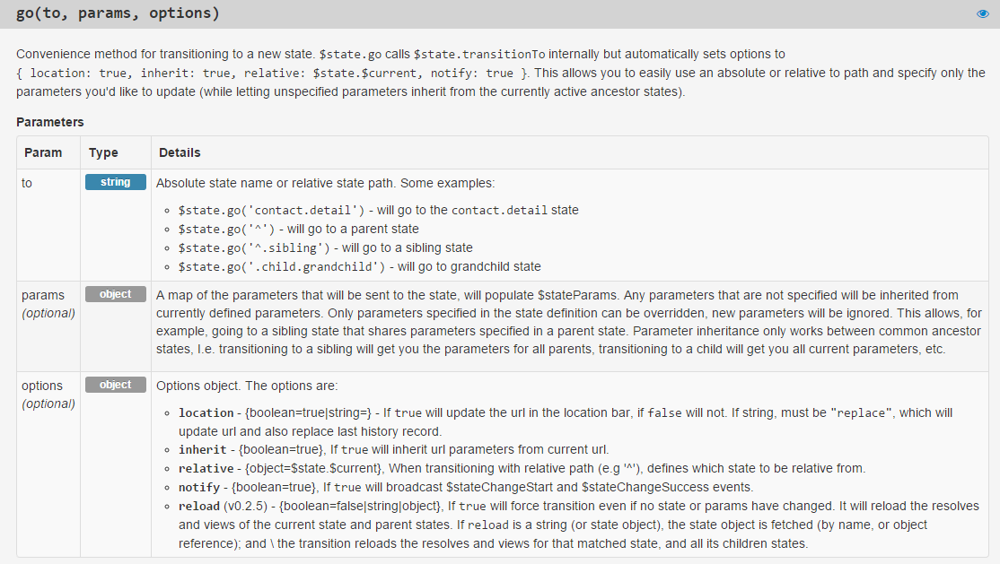 go(to, params, options)
Convenience method for transitioning to a new state. $state.go calls $state.transitionTo internally but automatically sets options to
{ location: true, inherit: true, relative: $state.$current, notify: true }. This allows you to easily use an absolute or relative to path and specify only the
parameters you'd like to update (while letting unspecified parameters inherit from the currently active ancestor states).
Parameters
Param Type Details
to string Absolute state name or relative state path. Some examples:
$state.go('contact.detail') - will go to the contact.detail state
$state.go('^') - will go to a parent state
$state.go('^.sibling') - will go to a sibling state
$state.go('.child.grandchild') - will go to grandchild state
params object A map of the parameters that will be sent to the state, will populate $stateParams. Any parameters that are not specified will be inherited from
(optional) currently defined parameters. Only parameters specified in the state definition can be overridden, new parameters will be ignored. This allows, for
example, going to a sibling state that shares parameters specified in a parent state. Parameter inheritance only works between common ancestor
states, I.e. transitioning to a sibling will get you the parameters for all parents, transitioning to a child will get you all current parameters, etc.
options object Options object. The options are:
(optional)
location - {boolean=true|string=} - If true will update the url in the location bar, if false will not. If string, must be "replace", which will
update url and also replace last history record.
inherit - {boolean=true}, If true will inherit url parameters from current url.
relative - {object=$state.$current}, When transitioning with relative path (e.g '^'), defines which state to be relative from.
notify - {boolean=true}, If true will broadcast $stateChangeStart and $stateChangeSuccess events.
reload (v0.2.5) - {boolean=false|string|object}, If true will force transition even if no state or params have changed. It will reload the resolves
and views of the current state and parent states. If reload is a string (or state object), the state object is fetched (by name, or object
reference); and \ the transition reloads the resolves and views for that matched state, and all its children states.